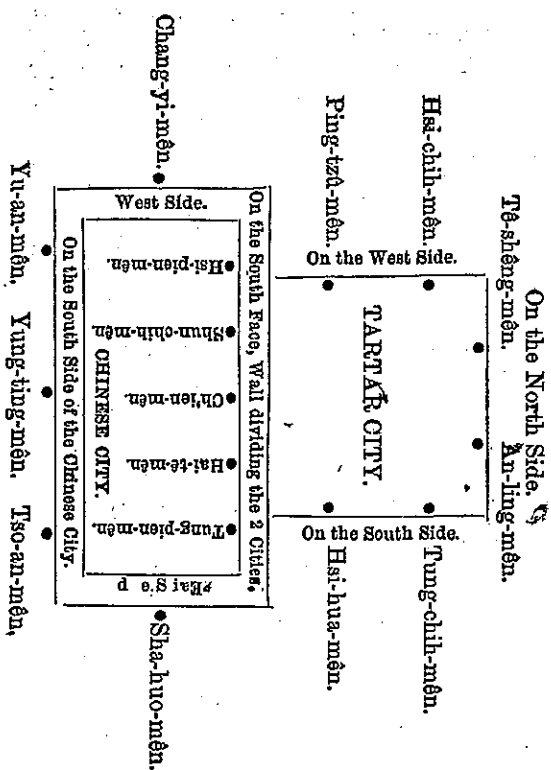 On the North Side.
Tê-shêng-mên.
An-ling-mên.
Hsi-chih-mên.
Ping-tzû-mên.
On the West Side.
TARTAR CITY.
On the South Side.
Tung-chih-mên.
Hsi-hua-mên.
On the South Face, Wall dividing the 2 Cities.
Chang-yi-mên.
West Side.
Hsi-pien-mên.
Shun-chih-mên.
Ch'ien-mên.
Hai-tê-mên.
Tung-pien-mên.
CHINESE CITY.
Sha-huo-mên.
On the South Side of the Chinese City.
Yu-an-mên,
Yung-ting-mên.
Tso-an-mên,